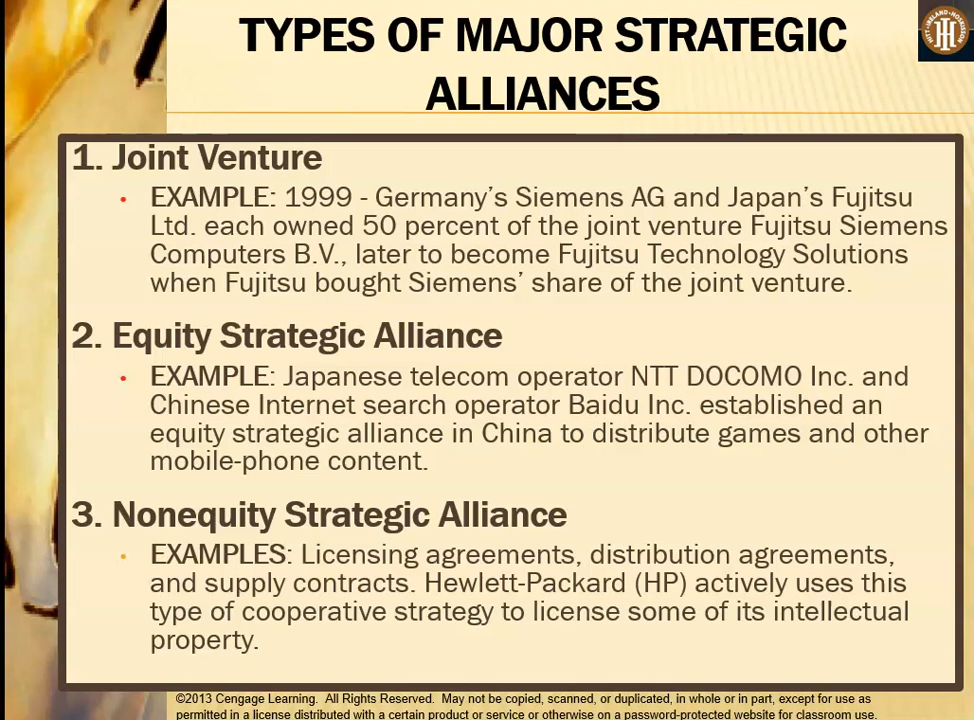 TYPES OF MAJOR STRATEGIC
ALLIANCES
HITT • IRELAND • HOSKISSON
1. Joint Venture
• EXAMPLE: 1999 - Germany’s Siemens AG and Japan’s Fujitsu
Ltd. each owned 50 percent of the joint venture Fujitsu Siemens
Computers B.V., later to become Fujitsu Technology Solutions
when Fujitsu bought Siemens’ share of the joint venture.
2. Equity Strategic Alliance
• EXAMPLE: Japanese telecom operator NTT DOCOMO Inc. and
Chinese Internet search operator Baidu Inc. established an
equity strategic alliance in China to distribute games and other
mobile-phone content.
3. Nonequity Strategic Alliance
• EXAMPLES: Licensing agreements, distribution agreements,
and supply contracts. Hewlett-Packard (HP) actively uses this
type of cooperative strategy to license some of its intellectual
property.
©2013 Cengage Learning. All Rights Reserved. May not be copied, scanned, or duplicated, in whole or in part, except for use as
permitted in a license distributed with a certain product or service or otherwise on a password-protected website for classroom use.